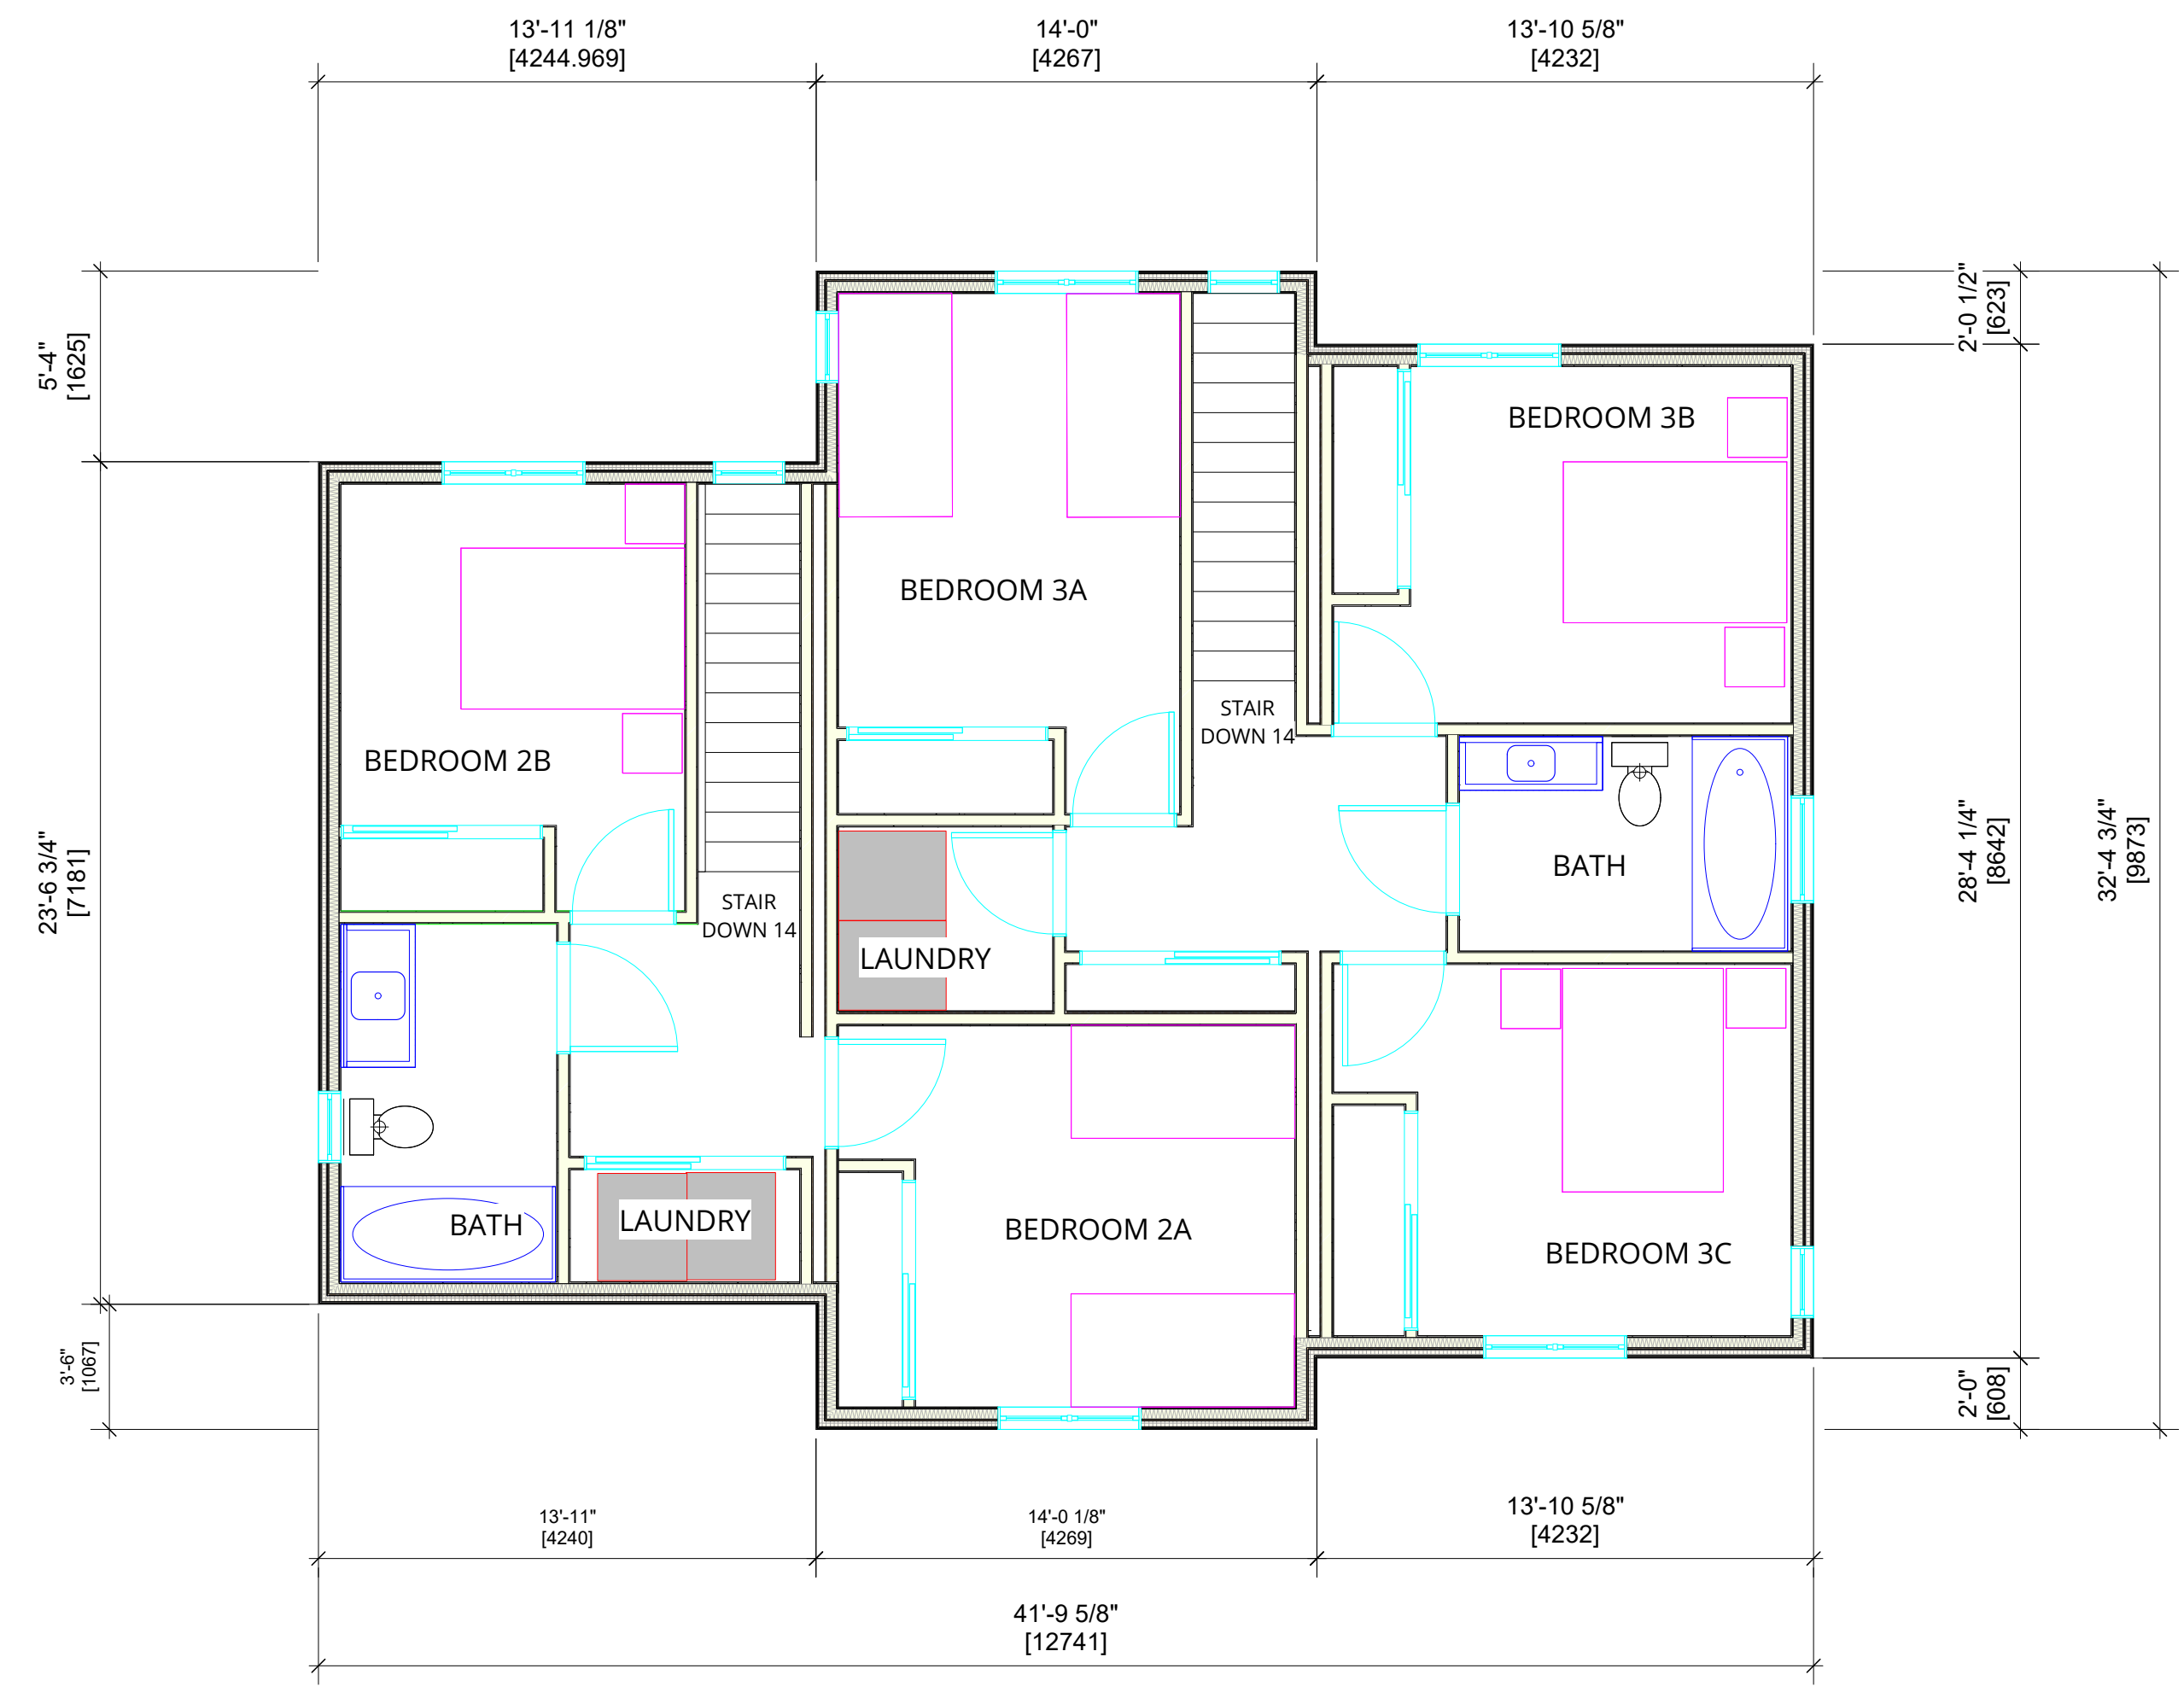 13'-11 1/8"
[4244.969]
14'-0"
[4267]
13'-10 5/8"
[4232]
5'-4"
[1625]
2'-0 1/2"
[623]
BEDROOM 3B
BEDROOM 3A
STAIR
DOWN 14
BEDROOM 2B
23'-6 3/4"
[7181]
28'-4 1/4"
[8642]
32'-4 3/4"
[9873]
BATH
STAIR
DOWN 14
LAUNDRY
BATH
LAUNDRY
BEDROOM 2A
BEDROOM 3C
3'-6"
[1067]
2'-0"
[608]
13'-11"
[4240]
14'-0 1/8"
[4269]
13'-10 5/8"
[4232]
41'-9 5/8"
[12741]